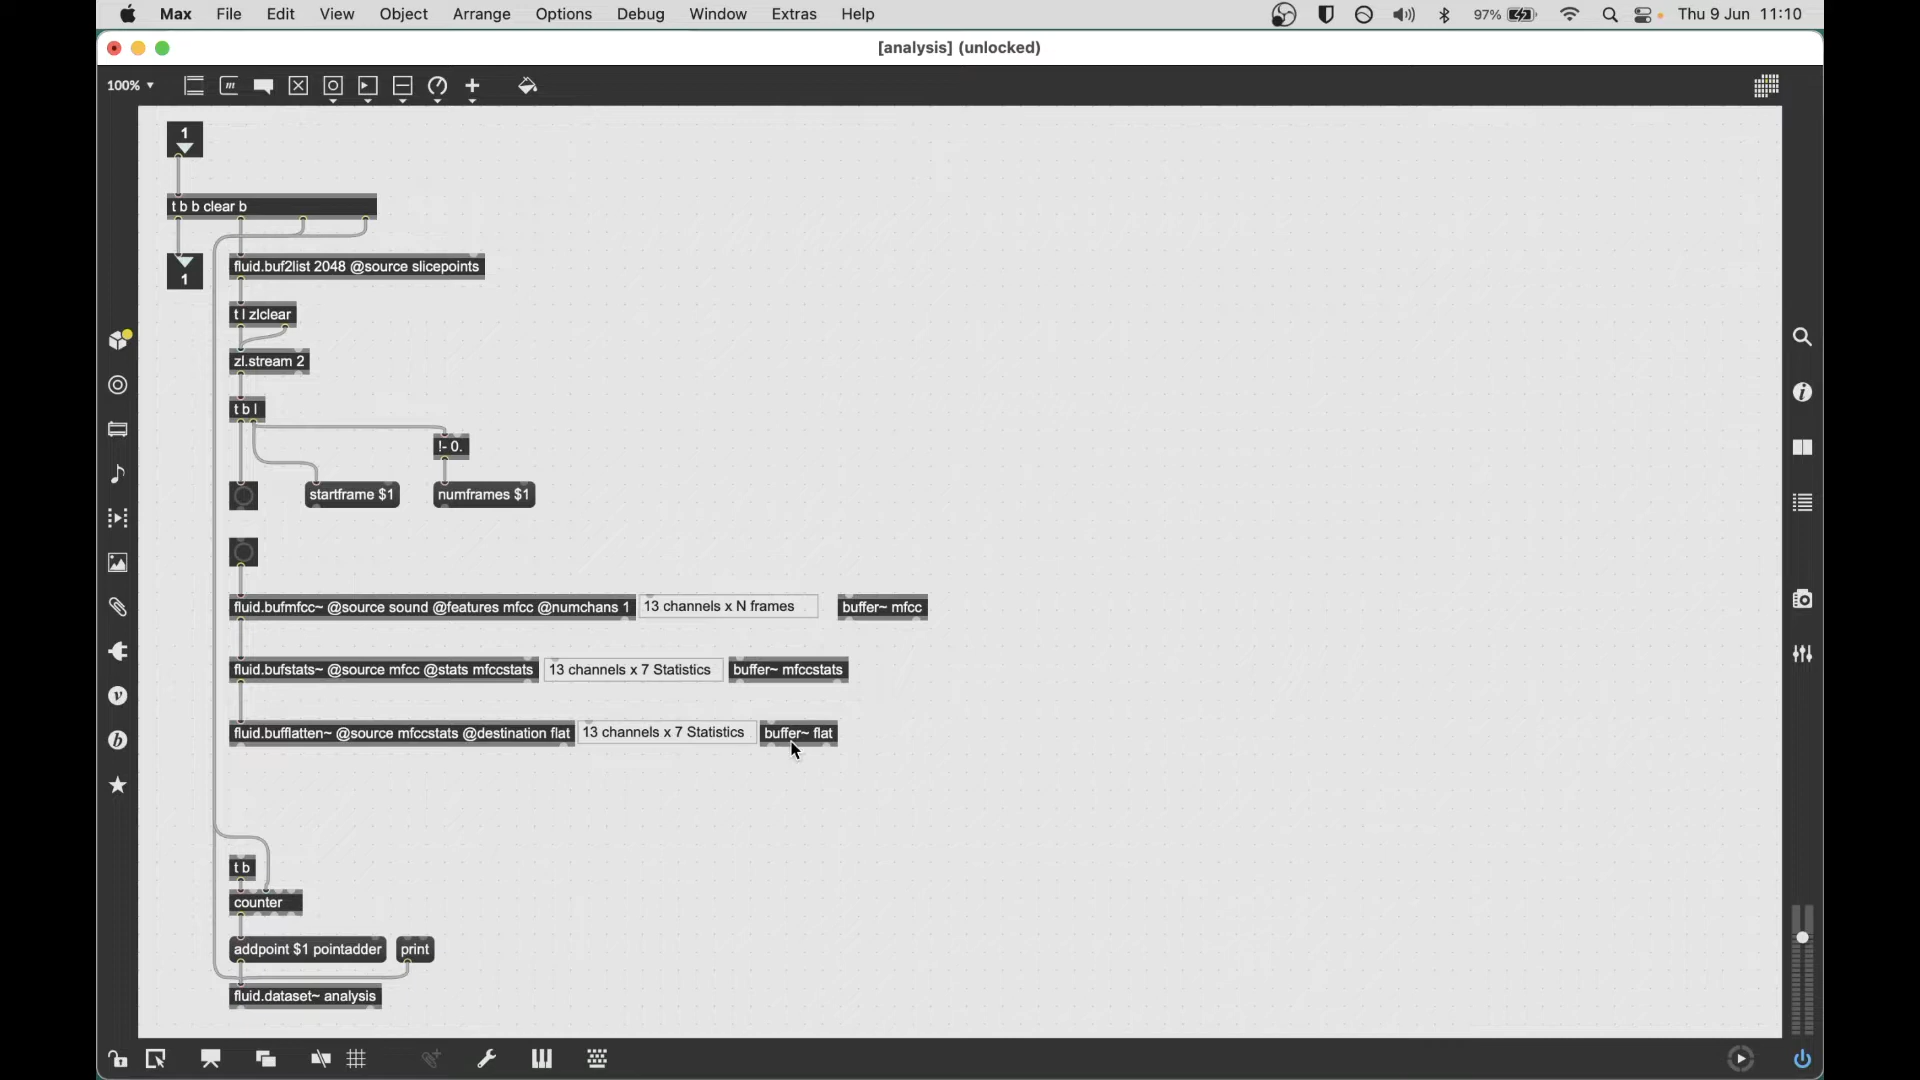 Max File Edit View Object Arrange Options Debug Window Extras Help 97% Thu 9 Jun 11:10
[analysis] (unlocked)
100%
1
t b b clear b
1
fluid.buf2list 2048 @source slicepoints
t l zlclear
zl.stream 2
t b l
!- 0.
startframe $1 numframes $1
fluid.bufmfcc~ @source sound @features mfcc @numchans 1 13 channels x N frames buffer~ mfcc
fluid.bufstats~ @source mfcc @stats mfccstats 13 channels x 7 Statistics buffer~ mfccstats
fluid.bufflatten~ @source mfccstats @destination flat 13 channels x 7 Statistics buffer~ flat
t b
counter
addpoint $1 pointadder print
fluid.dataset~ analysis